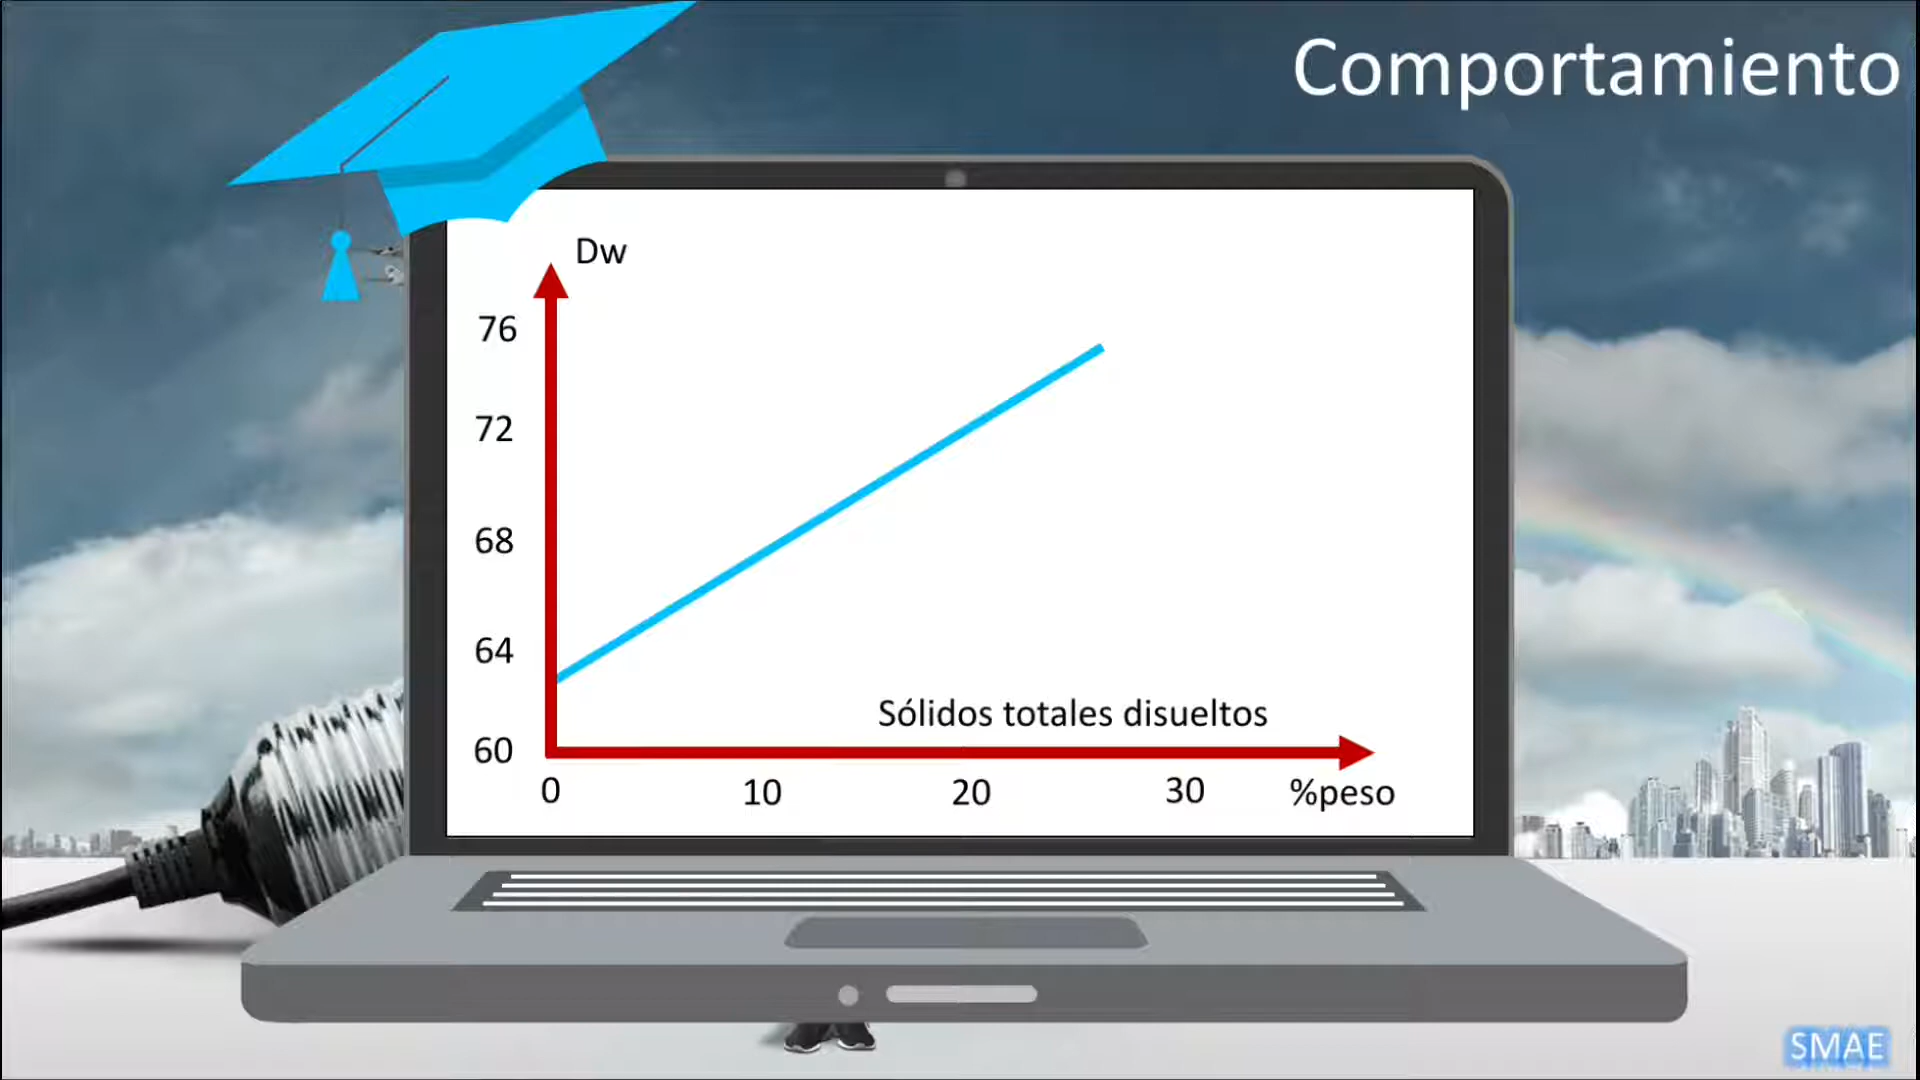 Comportamiento
Dw
76
72
68
64
Sólidos totales disueltos
60
0 10 20 30 %peso
SMAE